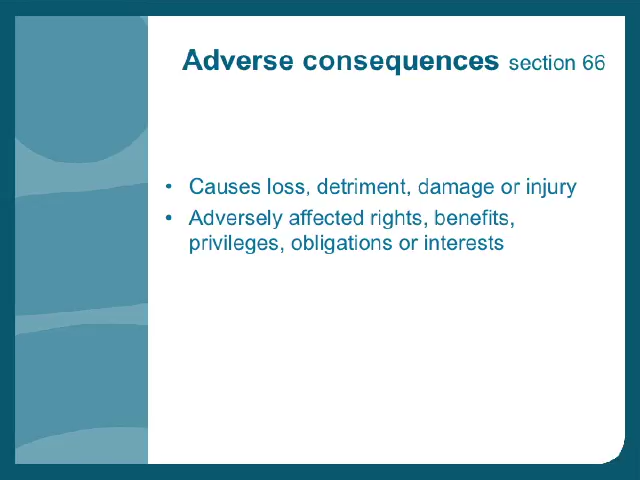 Adverse consequences section 66
• Causes loss, detriment, damage or injury
• Adversely affected rights, benefits,
privileges, obligations or interests